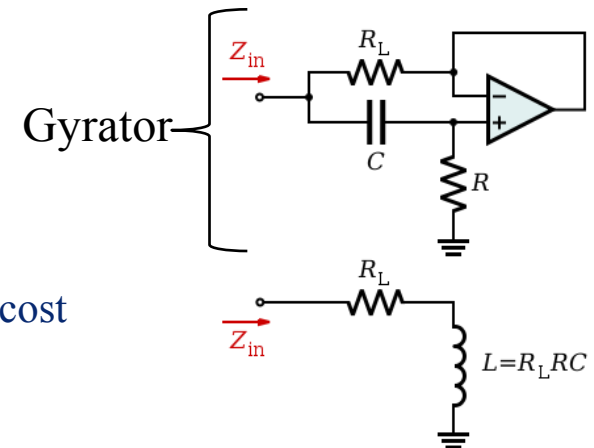 R_L
Z_in
Gyrator
−
+
C
R
R_L
cost
Z_in
L=R_LRC